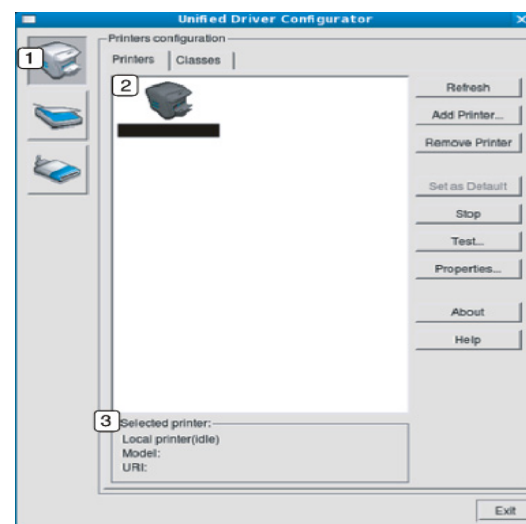 Unified Driver Configurator
1
Printers configuration
Printers Classes
2
Refresh
Add Printer...
Remove Printer
Set as Default
Stop
Test...
Properties...
About
Help
3
Selected printer:
Local printer(idle)
Model:
URI:
Exit